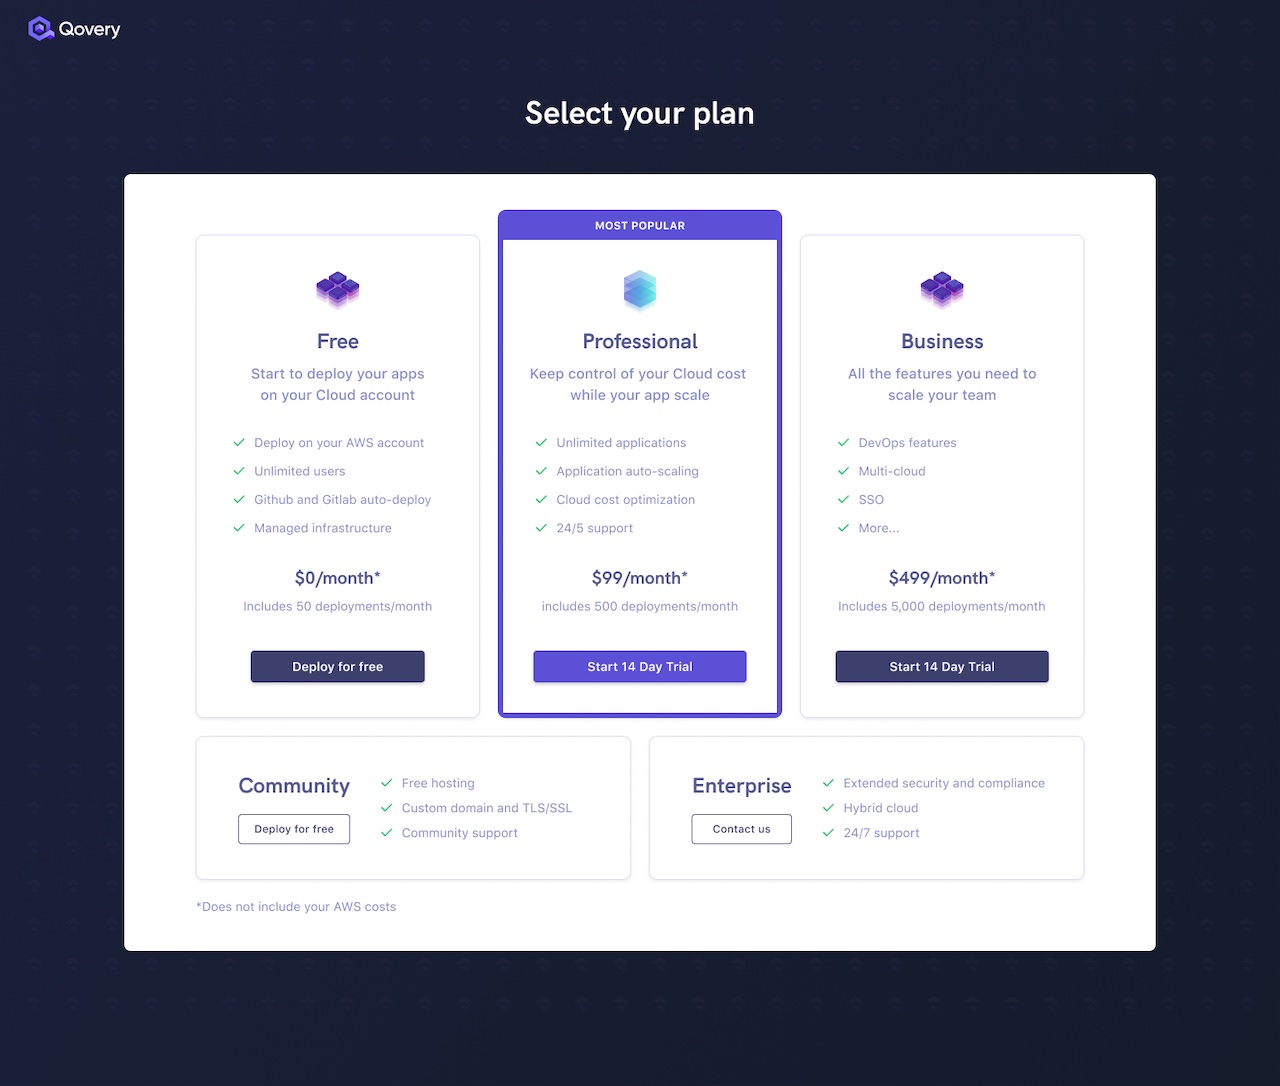 Qovery
Select your plan
Free
Start to deploy your apps
on your Cloud account
Deploy on your AWS account
Unlimited users
Github and Gitlab auto-deploy
Managed infrastructure
$0/month*
Includes 50 deployments/month
Deploy for free
MOST POPULAR
Professional
Keep control of your Cloud cost
while your app scale
Unlimited applications
Application auto-scaling
Cloud cost optimization
24/5 support
$99/month*
includes 500 deployments/month
Start 14 Day Trial
Business
All the features you need to
scale your team
DevOps features
Multi-cloud
SSO
More...
$499/month*
Includes 5,000 deployments/month
Start 14 Day Trial
Community
Deploy for free
Free hosting
Custom domain and TLS/SSL
Community support
Enterprise
Contact us
Extended security and compliance
Hybrid cloud
24/7 support
*Does not include your AWS costs